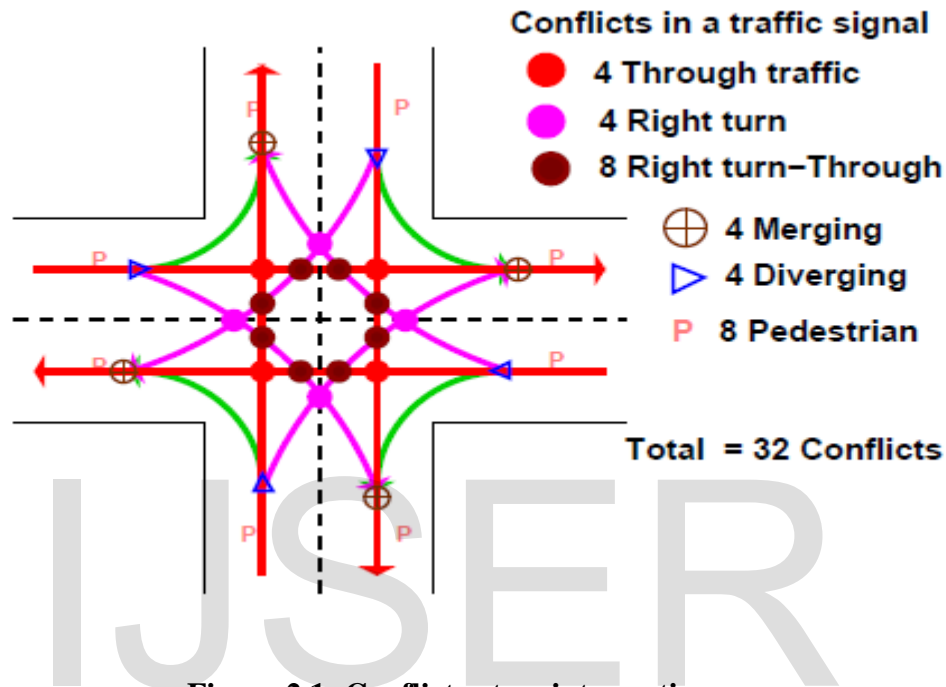 Conflicts in a traffic signal
4 Through traffic
4 Right turn
8 Right turn−Through
4 Merging
4 Diverging
P 8 Pedestrian
Total = 32 Conflicts
P P
P P
P P
P P
IJSER